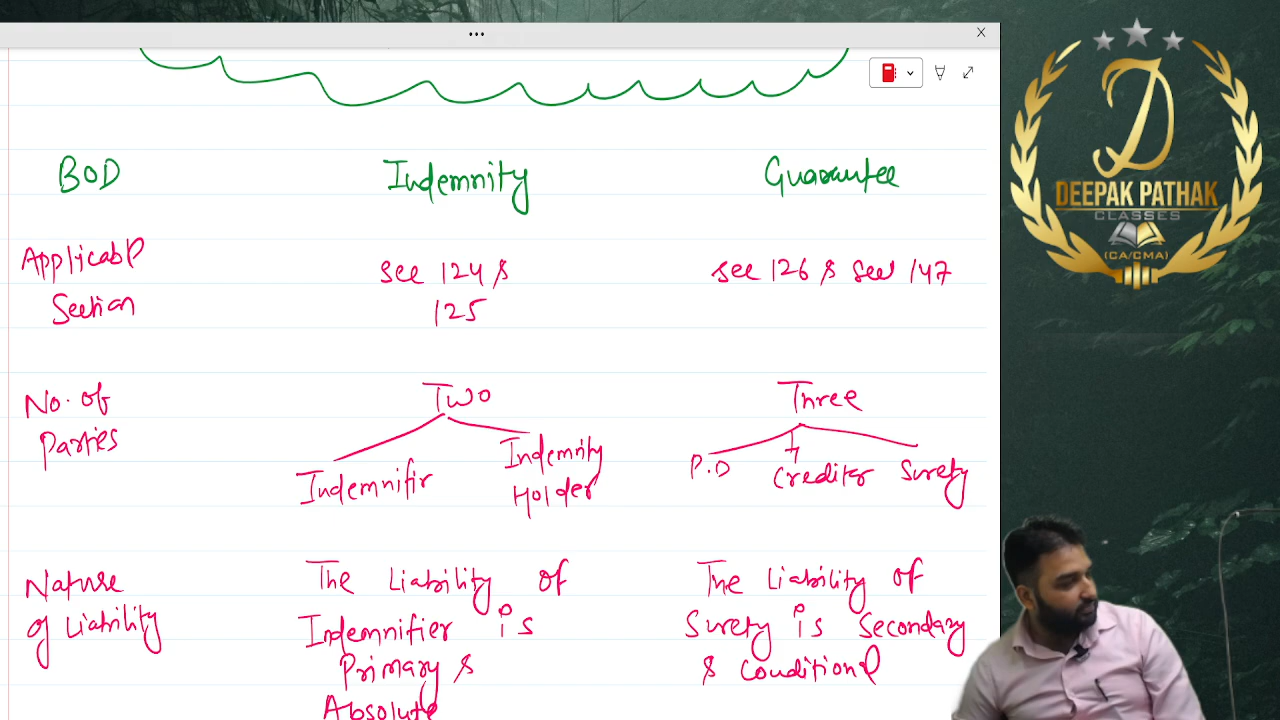 BOD Indemnity Guarantee
Applicable Section
Sec 124 &
125
Sec 126 & Sec 147
No. of
Parties
Two
Indemnifir
Indemnity
Holder
Three
P.D Creditor Surety
Nature
of Liability
The Liability of
Indemnifier is
Primary &
Absolute
The Liability of
Surety is Secondary
& Conditional
D
DEEPAK PATHAK
CLASSES
(CA/CMA)